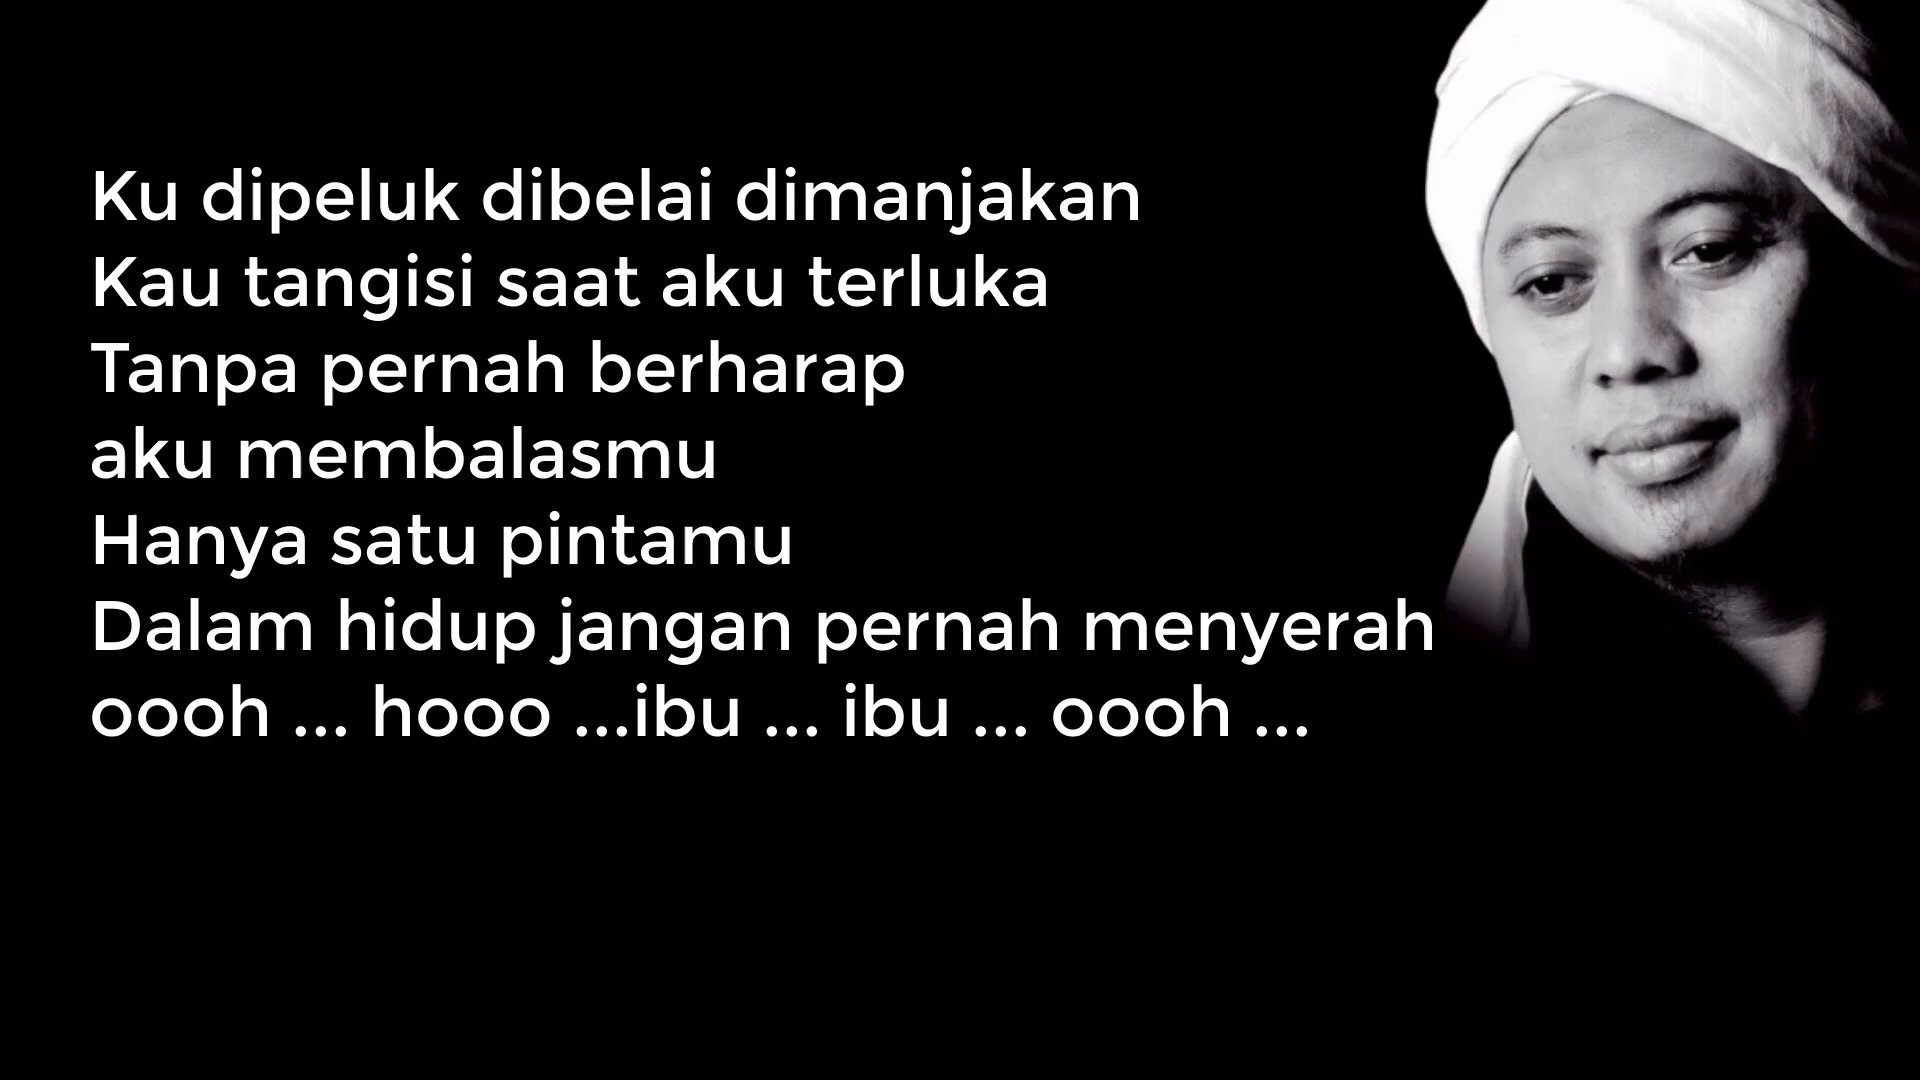 Ku dipeluk dibelai dimanjakan
Kau tangisi saat aku terluka
Tanpa pernah berharap
aku membalasmu
Hanya satu pintamu
Dalam hidup jangan pernah menyerah
oooh ... hooo ...ibu ... ibu ... oooh ...